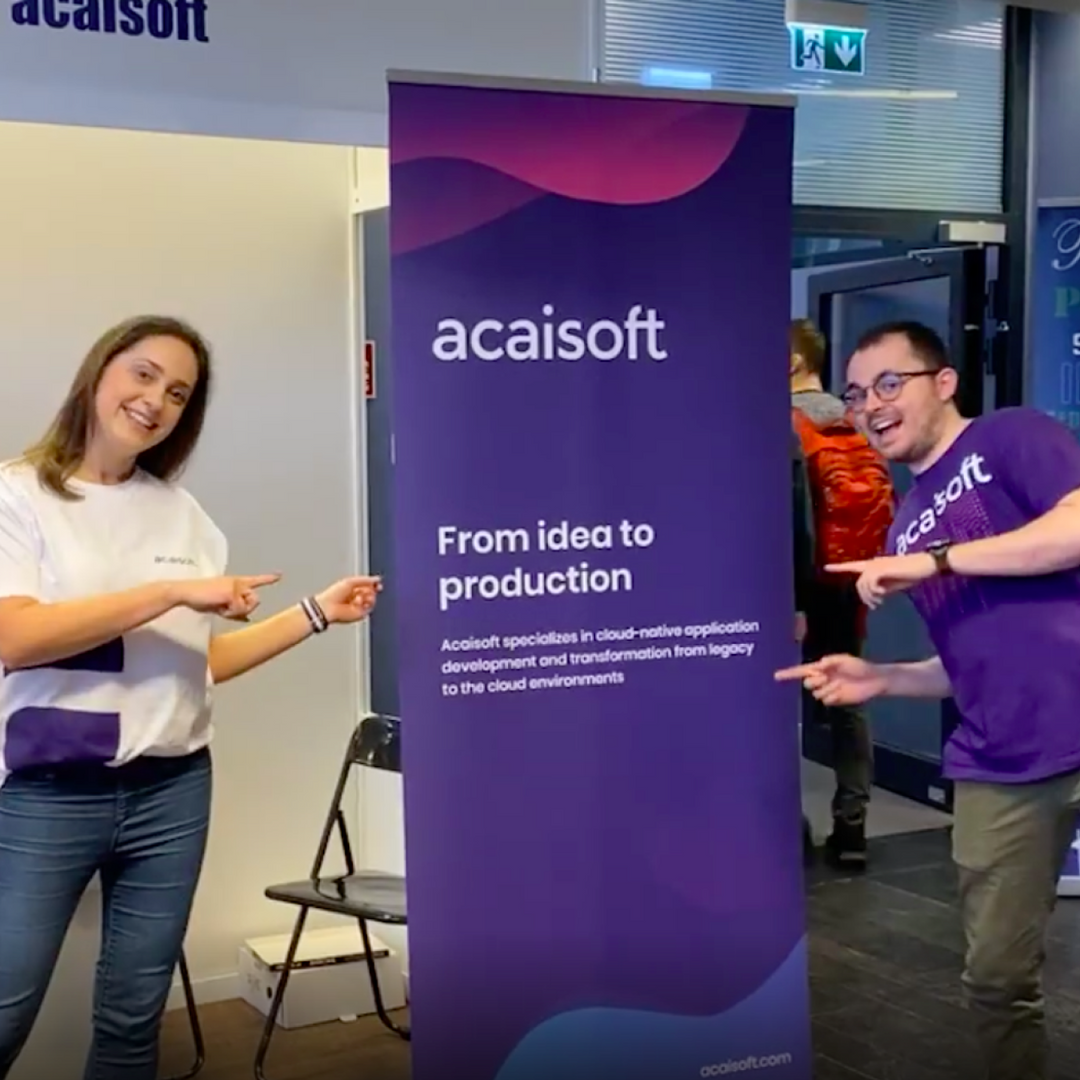 acaisoft
acaisoft
From idea to
production
Acaisoft specializes in cloud-native application
development and transformation from legacy
to the cloud environments
acaisoft.com
acaisoft
acaisoft